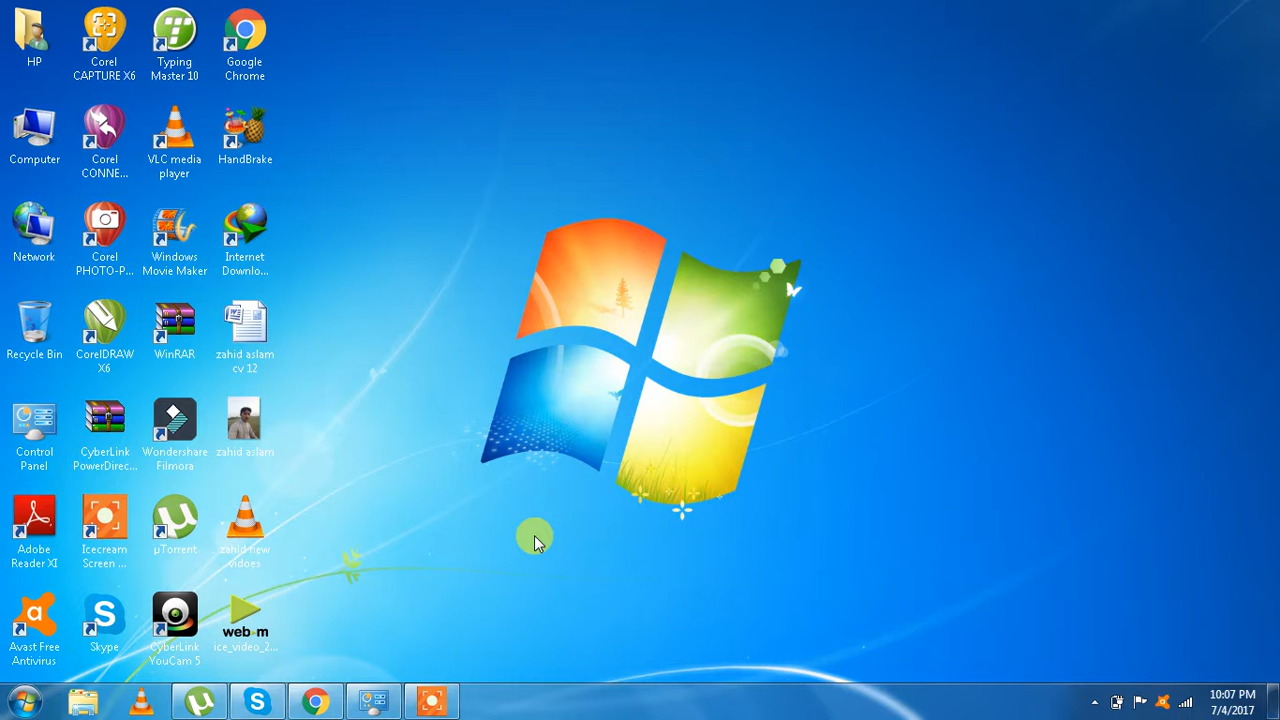 HP
Corel
CAPTURE X6
Typing
Master 10
Google
Chrome
Computer
Corel
CONNE...
VLC media
player
HandBrake
Network
Corel
PHOTO-P...
Windows
Movie Maker
Internet
Downlo...
Recycle Bin
CorelDRAW
X6
WinRAR
zahid aslam
cv 12
Control
Panel
CyberLink
PowerDirec...
Wondershare
Filmora
zahid aslam
Adobe
Reader XI
Icecream
Screen ...
µTorrent
zahid new
vidoes
Avast Free
Antivirus
Skype
CyberLink
YouCam 5
web-m
ice_video_2...
10:07 PM
7/4/2017